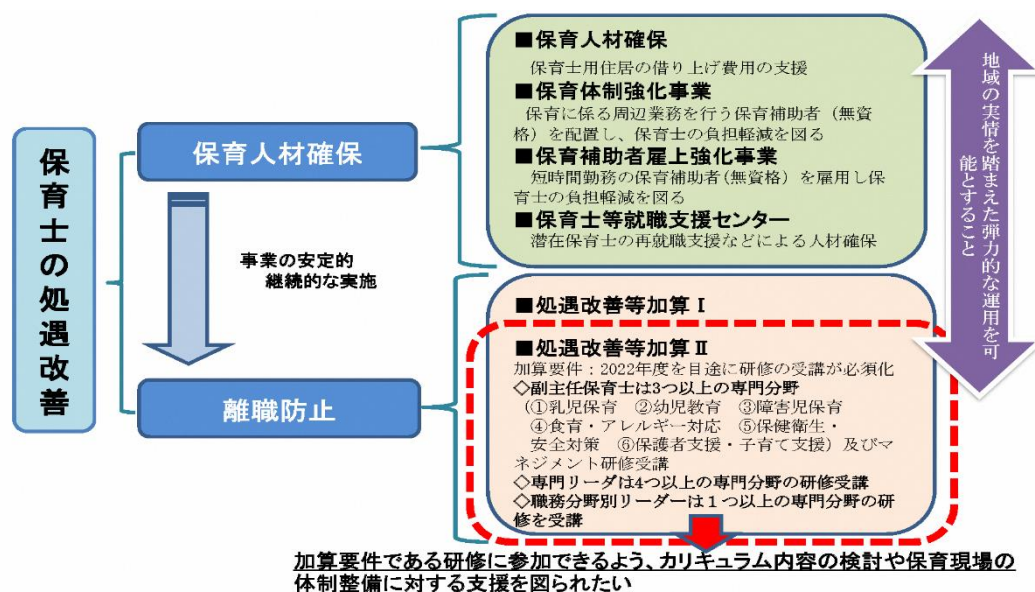 保育士の処遇改善
保育人材確保
事業の安定的
継続的な実施
離職防止
■保育人材確保
保育士用住居の借り上げ費用の支援
■保育体制強化事業
保育に係る周辺業務を行う保育補助者（無資
格）を配置し、保育士の負担軽減を図る
■保育補助者雇上強化事業
短時間勤務の保育補助者（無資格）を雇用し保
育士の負担軽減を図る
■保育士等就職支援センター
潜在保育士の再就職支援などによる人材確保
■処遇改善等加算Ⅰ
■処遇改善等加算Ⅱ
加算要件：2022年度を目途に研修の受講が必須化
◇副主任保育士は3つ以上の専門分野
（①乳児保育　②幼児教育　③障害児保育
④食育・アレルギー対応　⑤保健衛生・
安全対策　⑥保護者支援・子育て支援）及びマ
ネジメント研修受講
◇専門リーダは4つ以上の専門分野の研修受講
◇職務分野別リーダーは１つ以上の専門分野の研
修を受講
地域の実情を踏まえた弾力的な運用を可
能とすること
加算要件である研修に参加できるよう、カリキュラム内容の検討や保育現場の
体制整備に対する支援を図られたい